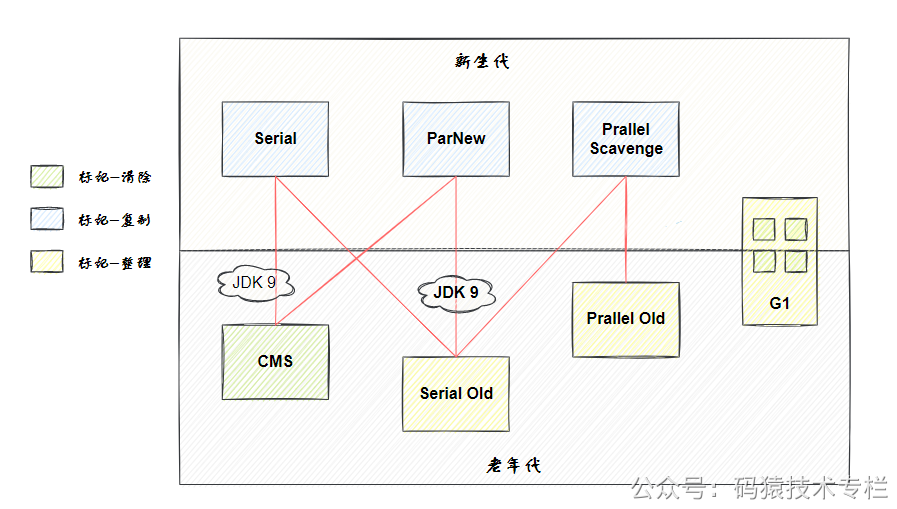 新生代
Serial
ParNew
Prallel
Scavenge
标记-清除
标记-复制
标记-整理
JDK 9
JDK 9
G1
Prallel Old
CMS
Serial Old
老年代
公众号：码猿技术专栏